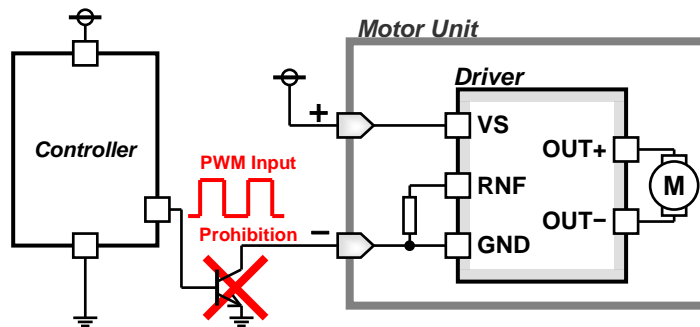 Motor Unit
Driver
+
VS
Controller
OUT+
PWM Input
RNF
M
OUT−
Prohibition
−
GND